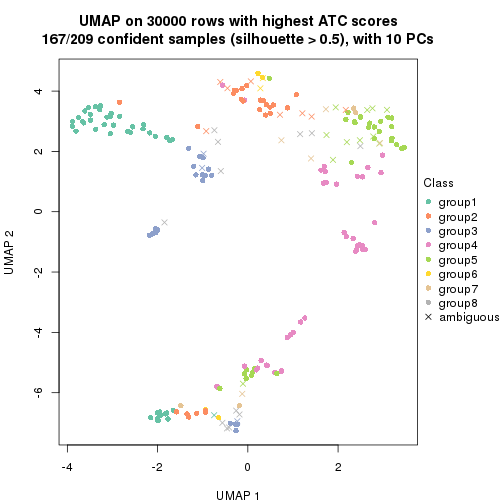 UMAP on 30000 rows with highest ATC scores
167/209 confident samples (silhouette > 0.5), with 10 PCs
4
2
0
-2
-4
-6
UMAP 2
-4
-2
0
2
UMAP 1
Class
group1
group2
group3
group4
group5
group6
group7
group8
ambiguous